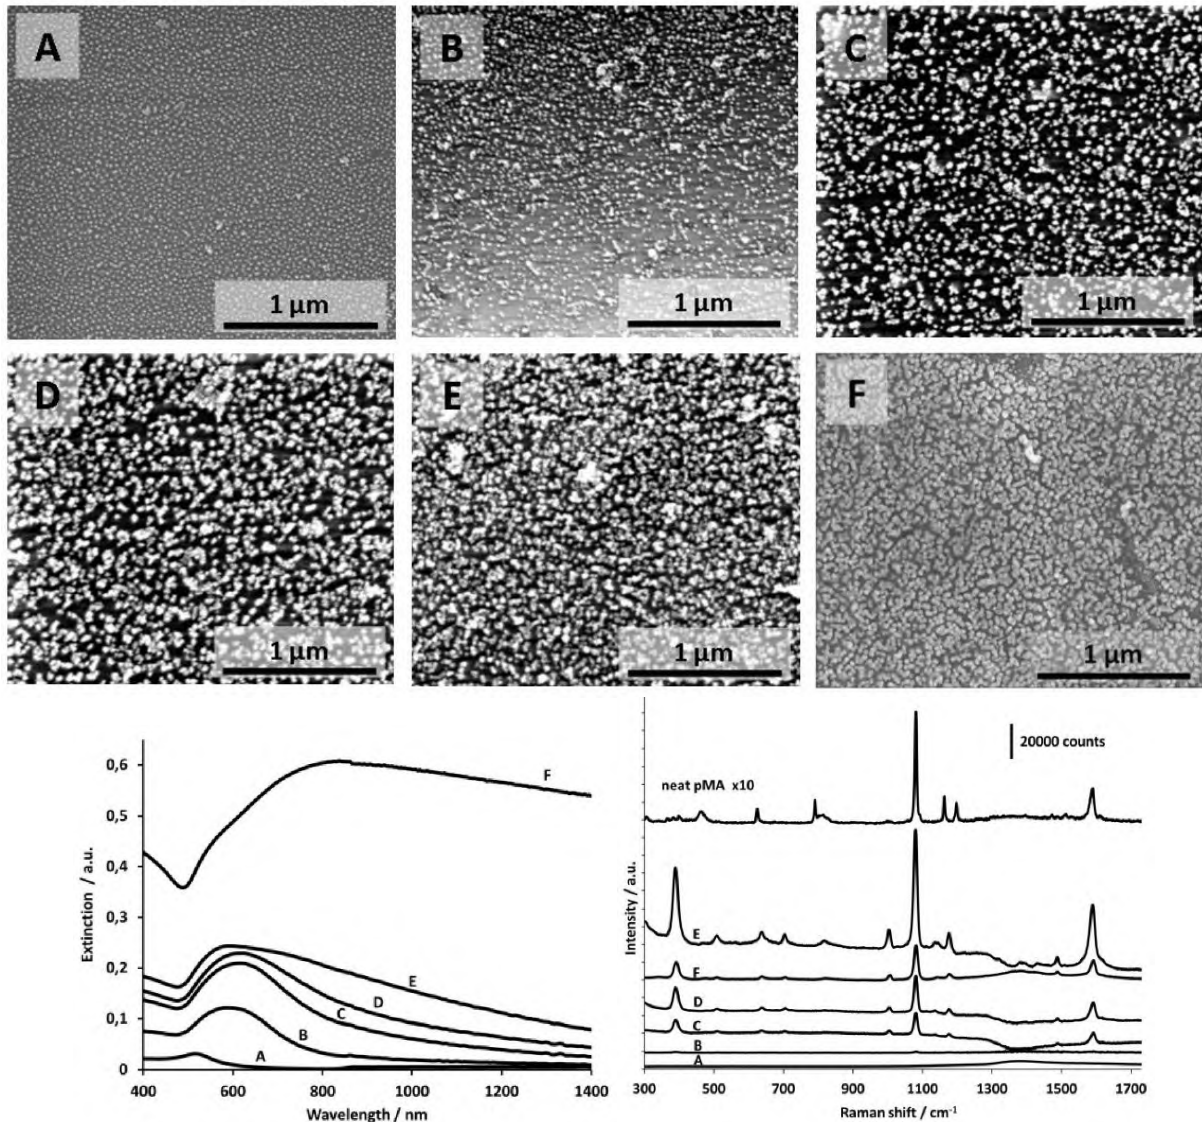 A
B
C
1 µm
1 µm
1 µm
D
E
F
1 µm
1 µm
1 µm
Extinction / a.u.
0,6
0,5
0,4
0,3
0,2
0,1
0
F
E
D
C
B
A
400 600 800 1000 1200 1400
Wavelength / nm
Intensity / a.u.
20000 counts
neat pMA x10
E
F
D
C
B
A
300 500 700 900 1100 1300 1500 1700
Raman shift / cm⁻¹